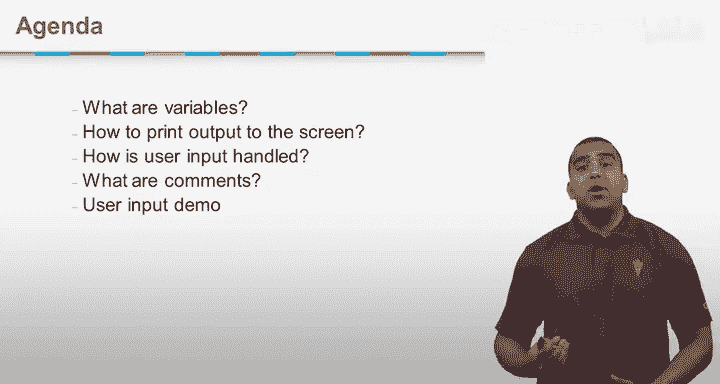 Agenda
- What are variables?
- How to print output to the screen?
- How is user input handled?
- What are comments?
- User input demo